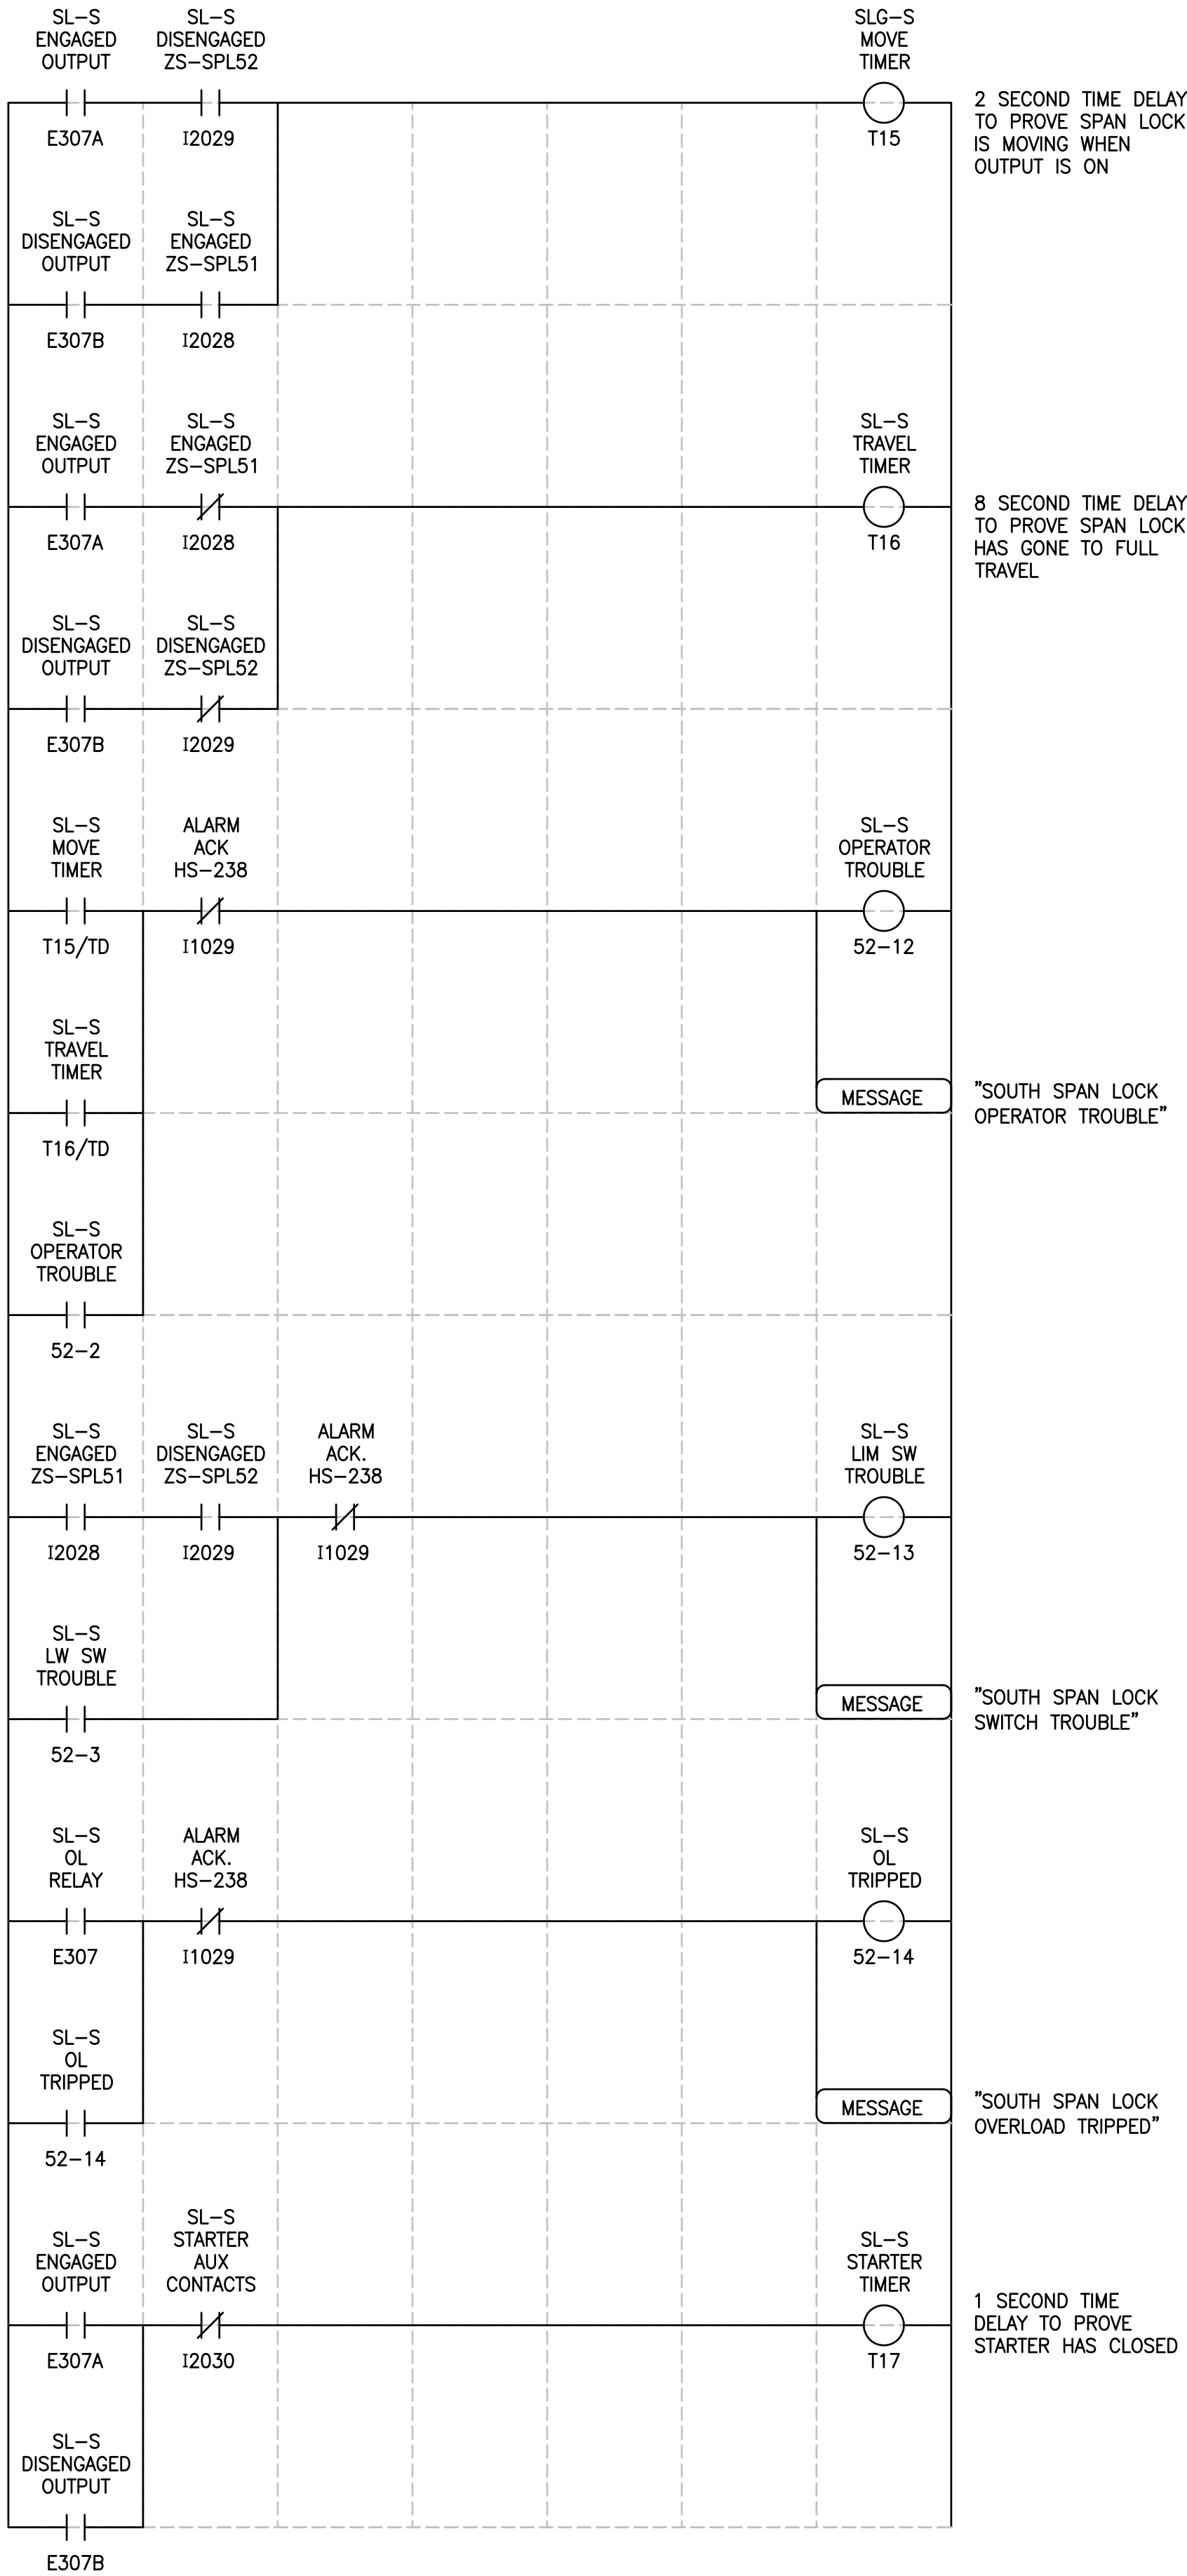 SL-S
ENGAGED
OUTPUT
SL-S
DISENGAGED
ZS-SPL52
SLG-S
MOVE
TIMER
E307A
I2029
T15
2 SECOND TIME DELAY
TO PROVE SPAN LOCK
IS MOVING WHEN
OUTPUT IS ON
SL-S
DISENGAGED
OUTPUT
SL-S
ENGAGED
ZS-SPL51
E307B
I2028
SL-S
ENGAGED
OUTPUT
SL-S
ENGAGED
ZS-SPL51
SL-S
TRAVEL
TIMER
E307A
I2028
T16
8 SECOND TIME DELAY
TO PROVE SPAN LOCK
HAS GONE TO FULL
TRAVEL
SL-S
DISENGAGED
OUTPUT
SL-S
DISENGAGED
ZS-SPL52
E307B
I2029
SL-S
MOVE
TIMER
ALARM
ACK
HS-238
SL-S
OPERATOR
TROUBLE
T15/TD
I1029
52-12
SL-S
TRAVEL
TIMER
T16/TD
MESSAGE
"SOUTH SPAN LOCK
OPERATOR TROUBLE"
SL-S
OPERATOR
TROUBLE
52-2
SL-S
ENGAGED
ZS-SPL51
SL-S
DISENGAGED
ZS-SPL52
ALARM
ACK.
HS-238
SL-S
LIM SW
TROUBLE
I2028
I2029
I1029
52-13
SL-S
LW SW
TROUBLE
52-3
MESSAGE
"SOUTH SPAN LOCK
SWITCH TROUBLE"
SL-S
OL
RELAY
ALARM
ACK.
HS-238
SL-S
OL
TRIPPED
E307
I1029
52-14
SL-S
OL
TRIPPED
52-14
MESSAGE
"SOUTH SPAN LOCK
OVERLOAD TRIPPED"
SL-S
ENGAGED
OUTPUT
SL-S
STARTER
AUX
CONTACTS
SL-S
STARTER
TIMER
E307A
I2030
T17
1 SECOND TIME
DELAY TO PROVE
STARTER HAS CLOSED
SL-S
DISENGAGED
OUTPUT
E307B